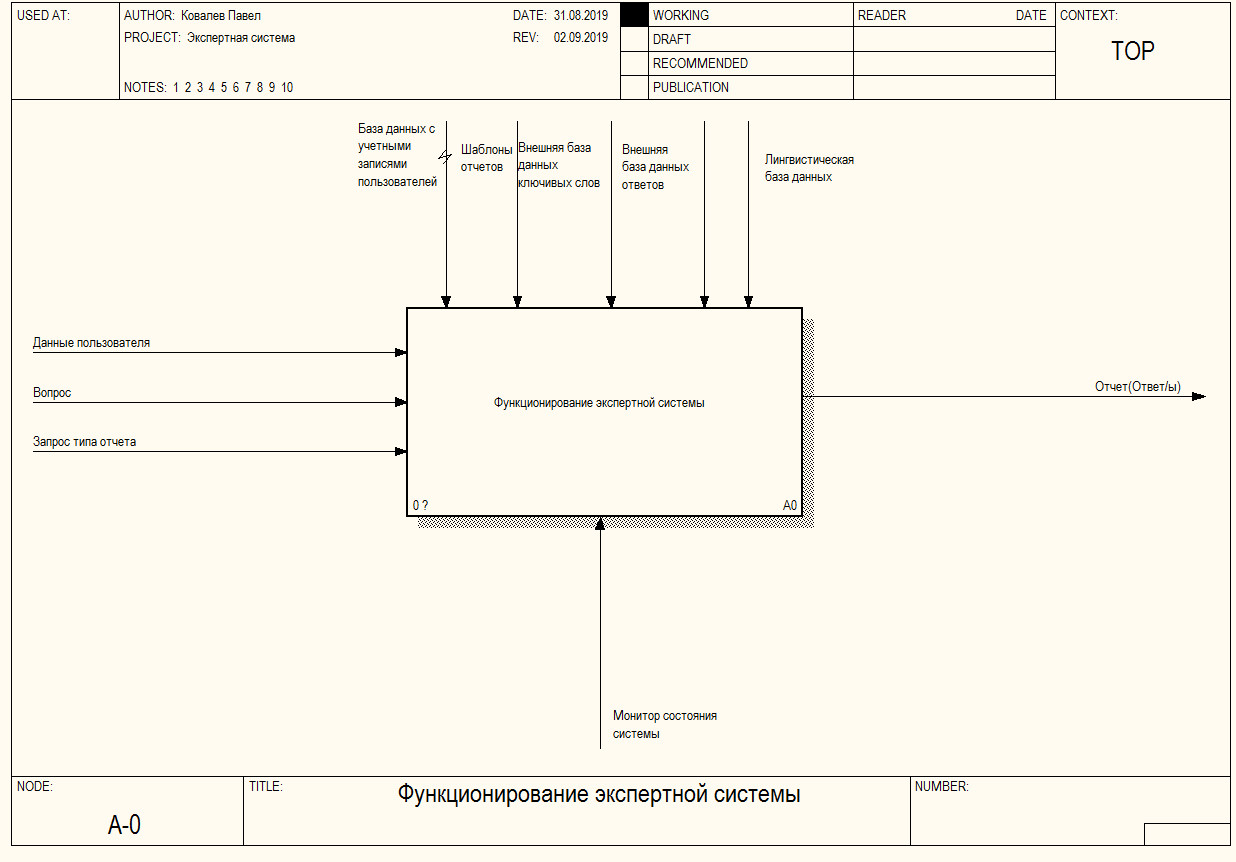 USED AT:
AUTHOR: Ковалев Павел
DATE: 31.08.2019
PROJECT: Экспертная система
REV: 02.09.2019
NOTES: 1 2 3 4 5 6 7 8 9 10
WORKING
DRAFT
RECOMMENDED
PUBLICATION
READER
DATE
CONTEXT:
TOP
База данных с
учетными
записями
пользователей
Шаблоны
отчетов
Внешняя база
данных
ключивых слов
Внешняя
база данных
ответов
Лингвистическая
база данных
Данные пользователя
Вопрос
Запрос типа отчета
Функционирование экспертной системы
0 ?
A0
Отчет(Ответ/ы)
Монитор состояния
системы
NODE:
A-0
TITLE:
Функционирование экспертной системы
NUMBER: